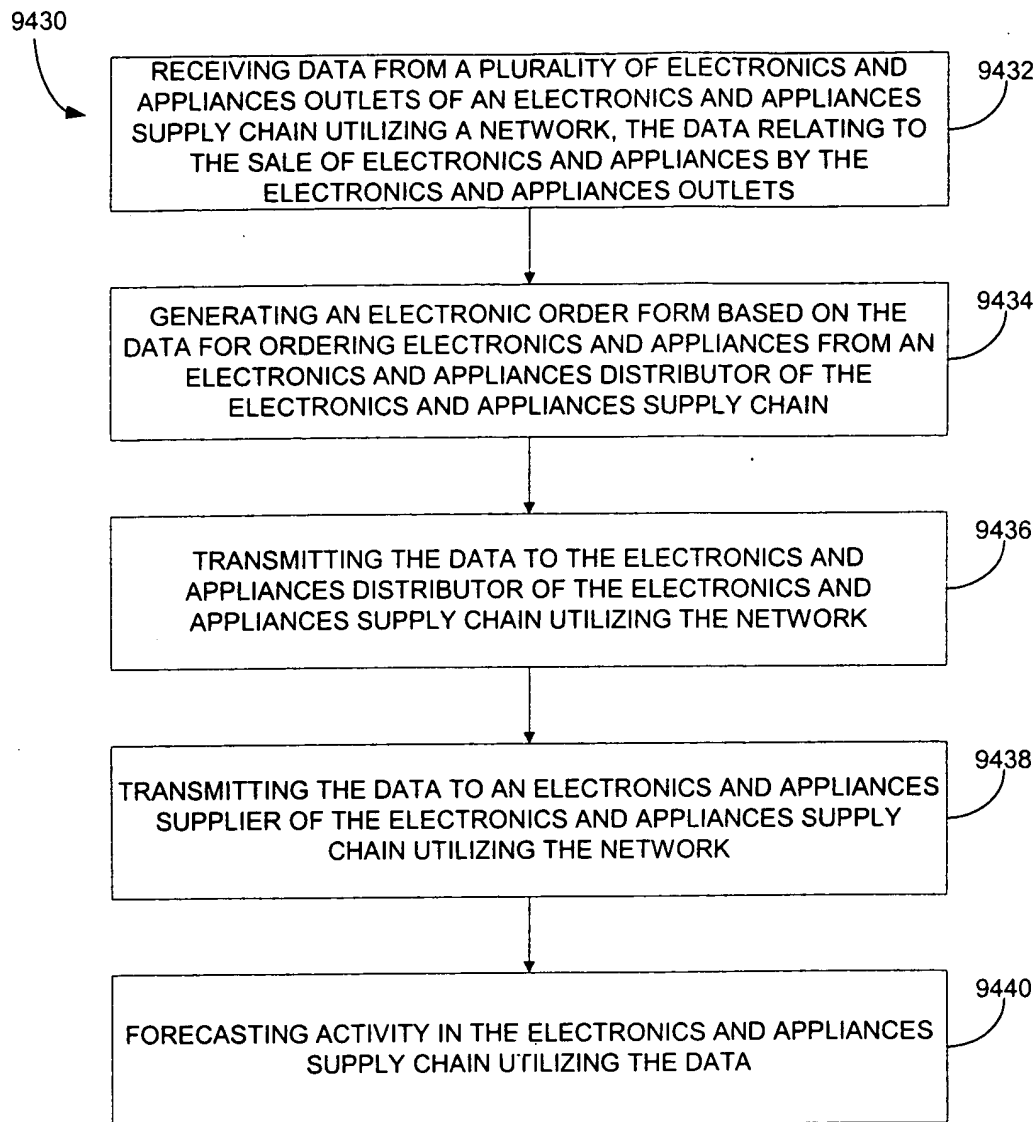 9430
RECEIVING DATA FROM A PLURALITY OF ELECTRONICS AND
APPLIANCES OUTLETS OF AN ELECTRONICS AND APPLIANCES
SUPPLY CHAIN UTILIZING A NETWORK, THE DATA RELATING TO
THE SALE OF ELECTRONICS AND APPLIANCES BY THE
ELECTRONICS AND APPLIANCES OUTLETS
9432
GENERATING AN ELECTRONIC ORDER FORM BASED ON THE
DATA FOR ORDERING ELECTRONICS AND APPLIANCES FROM AN
ELECTRONICS AND APPLIANCES DISTRIBUTOR OF THE
ELECTRONICS AND APPLIANCES SUPPLY CHAIN
9434
TRANSMITTING THE DATA TO THE ELECTRONICS AND
APPLIANCES DISTRIBUTOR OF THE ELECTRONICS AND
APPLIANCES SUPPLY CHAIN UTILIZING THE NETWORK
9436
TRANSMITTING THE DATA TO AN ELECTRONICS AND APPLIANCES
SUPPLIER OF THE ELECTRONICS AND APPLIANCES SUPPLY
CHAIN UTILIZING THE NETWORK
9438
FORECASTING ACTIVITY IN THE ELECTRONICS AND APPLIANCES
SUPPLY CHAIN UTILIZING THE DATA
9440